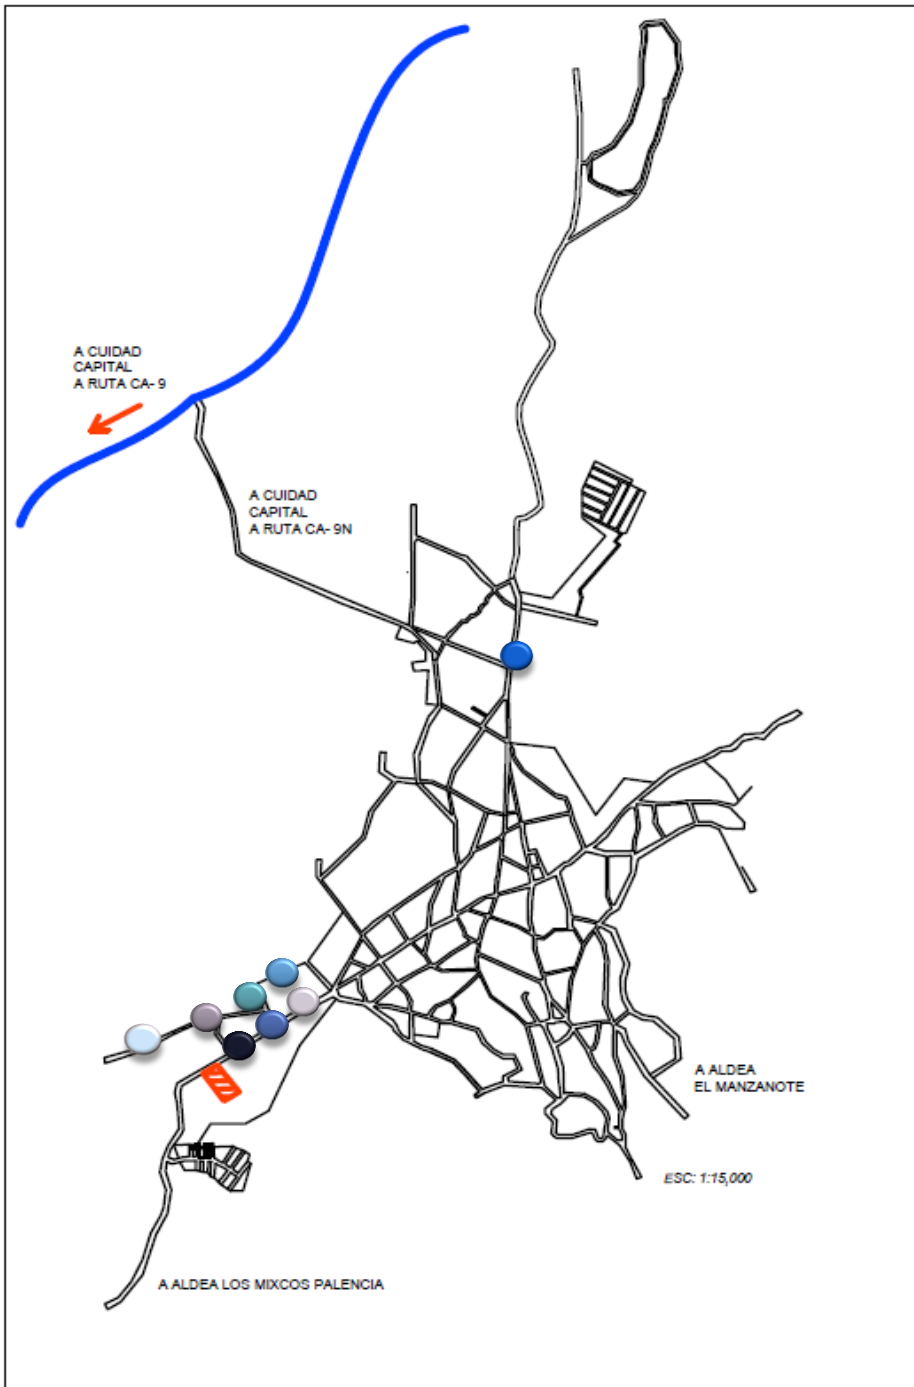 A CUIDAD
CAPITAL
A RUTA CA- 9
A CUIDAD
CAPITAL
A RUTA CA- 9N
A ALDEA
EL MANZANOTE
ESC: 1:15,000
A ALDEA LOS MIXCOS PALENCIA